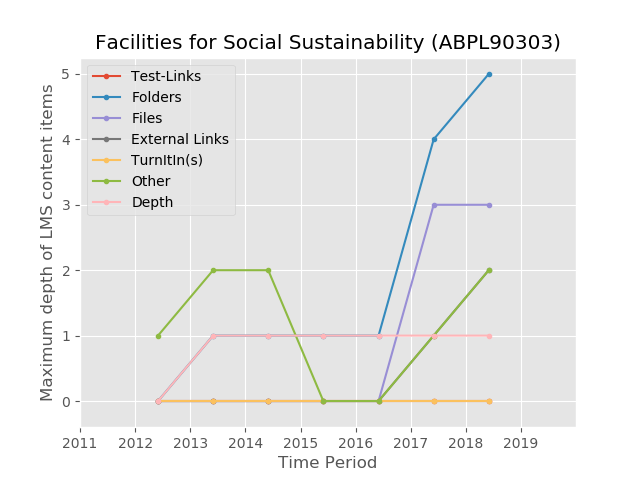 Facilities for Social Sustainability (ABPL90303)
Maximum depth of LMS content items
5
4
3
2
1
0
Test-Links
Folders
Files
External Links
TurnItIn(s)
Other
Depth
2011 2012 2013 2014 2015 2016 2017 2018 2019
Time Period